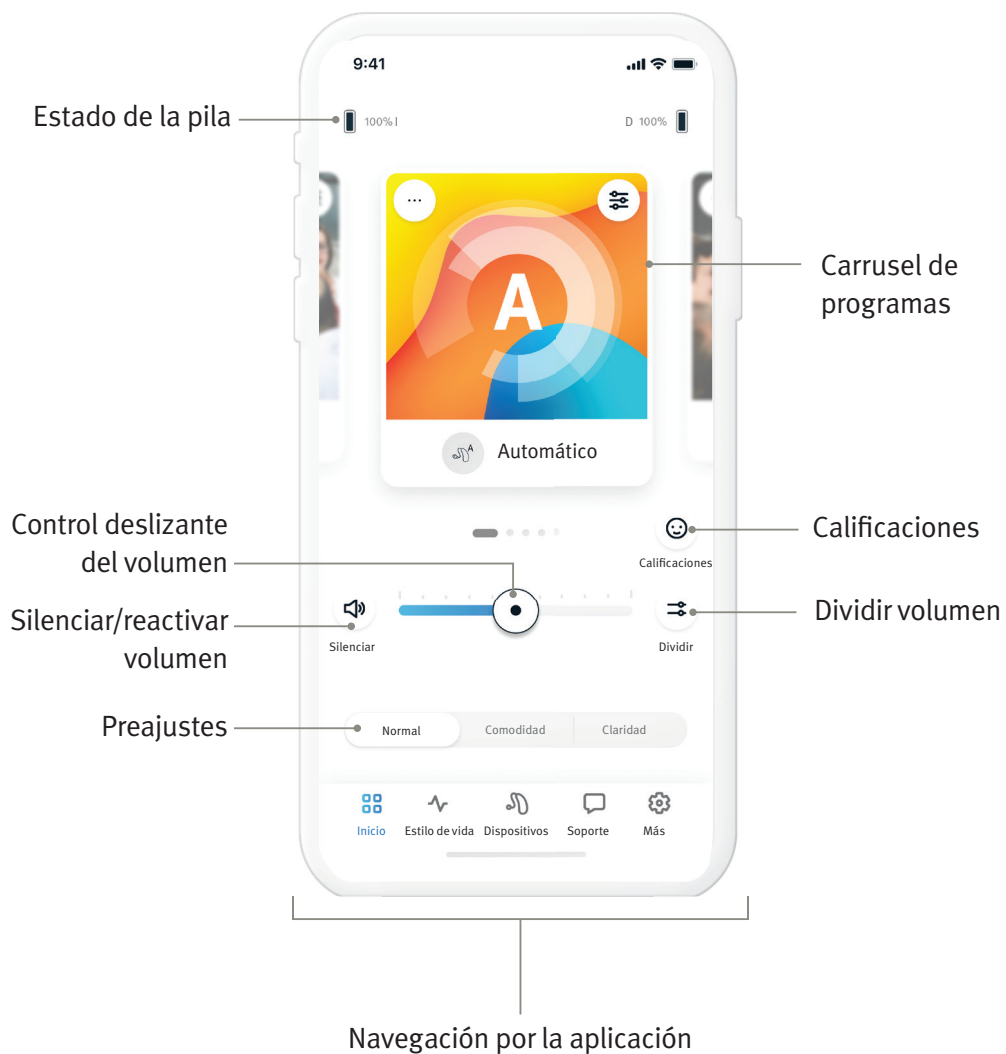 9:41
Estado de la pila
100% I
D 100%
...
A
Carrusel de
programas
A
Automático
Control deslizante
del volumen
Calificaciones
Calificaciones
Silenciar/reactivar
volumen
Silenciar
Dividir
Dividir volumen
Preajustes
Normal
Comodidad
Claridad
Inicio
Estilo de vida
Dispositivos
Soporte
Más
Navegación por la aplicación